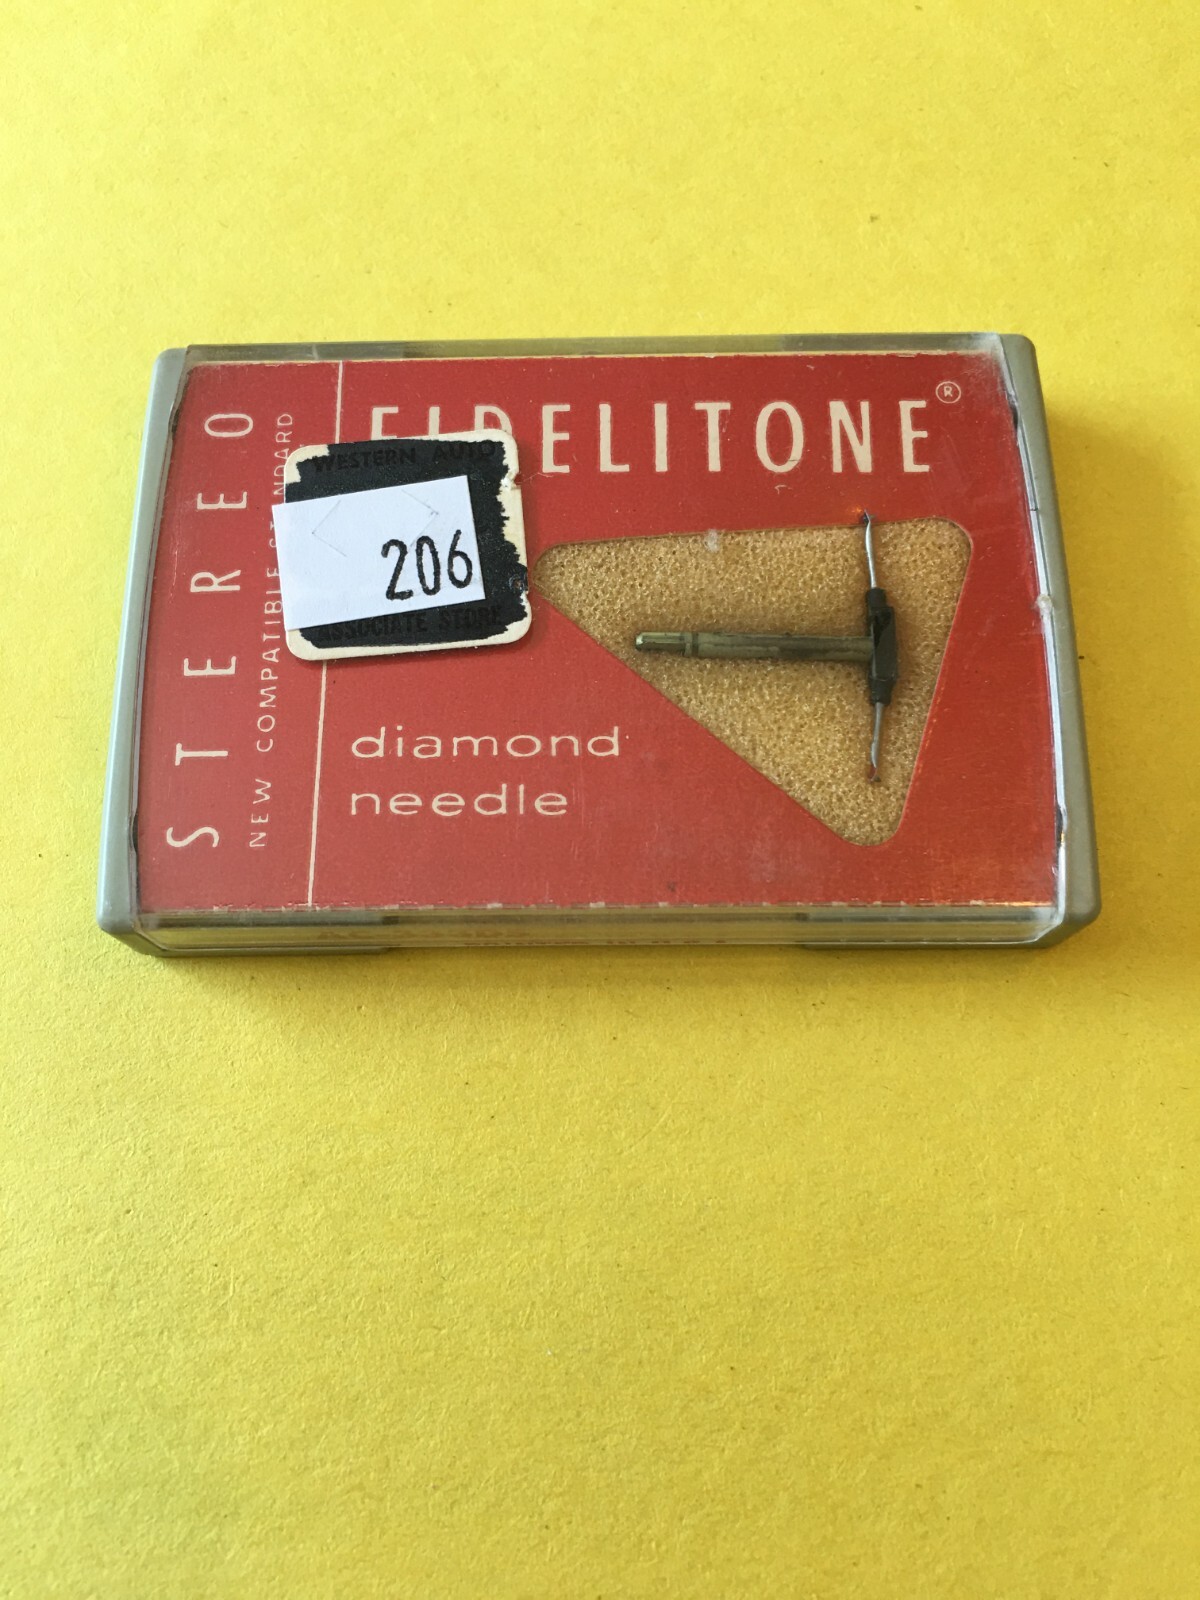 STEREO
NEW COMPATIBLE STANDARD
FIDELITONE®
WESTERN AUTO
206
ASSOCIATE STORE
diamond
needle